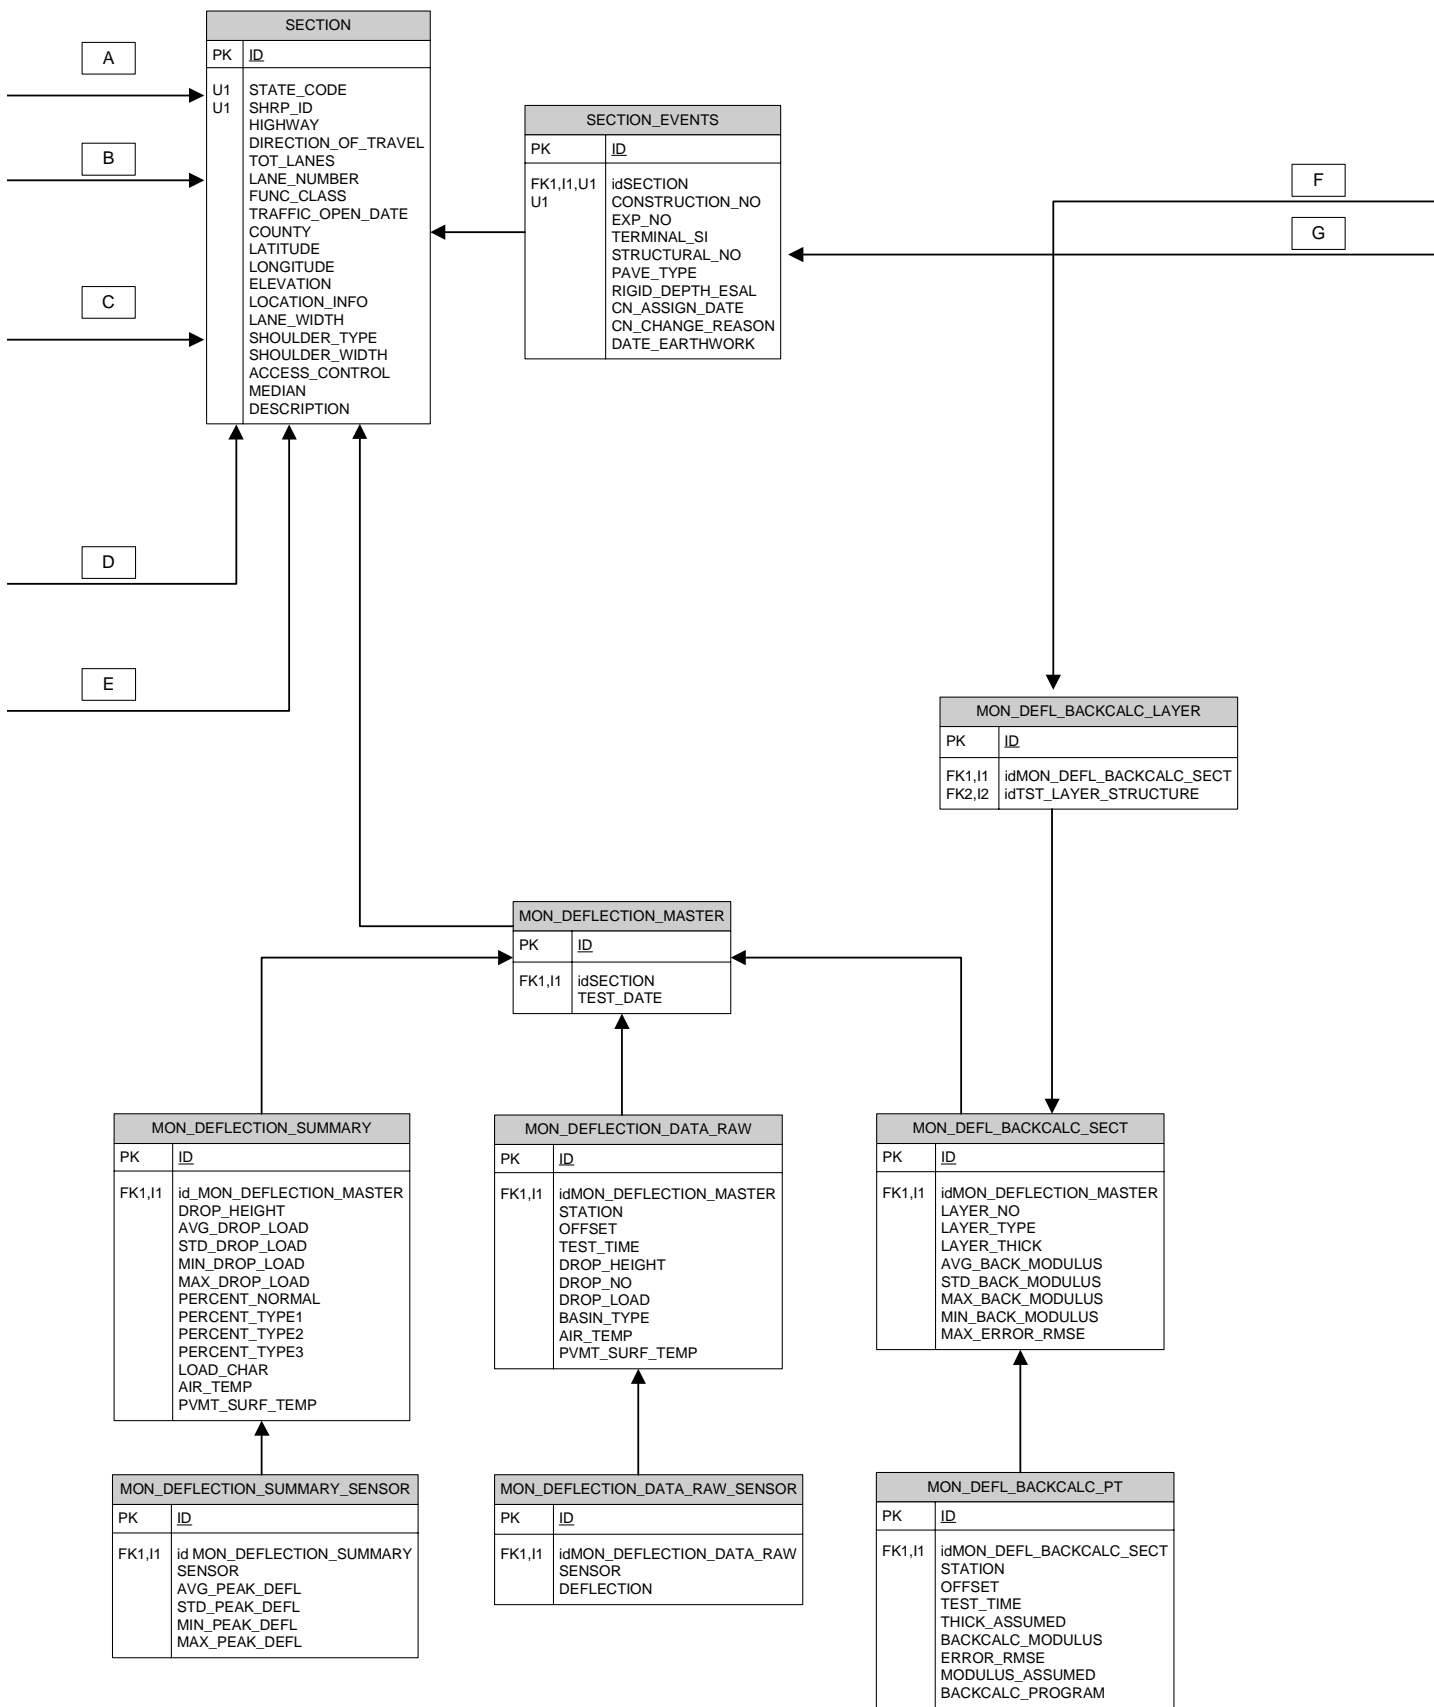 A
B
C
D
E
F
G
SECTION
PK ID
U1 STATE_CODE
U1 SHRP_ID
HIGHWAY
DIRECTION_OF_TRAVEL
TOT_LANES
LANE_NUMBER
FUNC_CLASS
TRAFFIC_OPEN_DATE
COUNTY
LATITUDE
LONGITUDE
ELEVATION
LOCATION_INFO
LANE_WIDTH
SHOULDER_TYPE
SHOULDER_WIDTH
ACCESS_CONTROL
MEDIAN
DESCRIPTION
SECTION_EVENTS
PK ID
FK1,I1,U1 idSECTION
U1 CONSTRUCTION_NO
EXP_NO
TERMINAL_SI
STRUCTURAL_NO
PAVE_TYPE
RIGID_DEPTH_ESAL
CN_ASSIGN_DATE
CN_CHANGE_REASON
DATE_EARTHWORK
MON_DEFL_BACKCALC_LAYER
PK ID
FK1,I1 idMON_DEFL_BACKCALC_SECT
FK2,I2 idTST_LAYER_STRUCTURE
MON_DEFLECTION_MASTER
PK ID
FK1,I1 idSECTION
TEST_DATE
MON_DEFLECTION_SUMMARY
PK ID
FK1,I1 id_MON_DEFLECTION_MASTER
DROP_HEIGHT
AVG_DROP_LOAD
STD_DROP_LOAD
MIN_DROP_LOAD
MAX_DROP_LOAD
PERCENT_NORMAL
PERCENT_TYPE1
PERCENT_TYPE2
PERCENT_TYPE3
LOAD_CHAR
AIR_TEMP
PVMT_SURF_TEMP
MON_DEFLECTION_DATA_RAW
PK ID
FK1,I1 idMON_DEFLECTION_MASTER
STATION
OFFSET
TEST_TIME
DROP_HEIGHT
DROP_NO
DROP_LOAD
BASIN_TYPE
AIR_TEMP
PVMT_SURF_TEMP
MON_DEFL_BACKCALC_SECT
PK ID
FK1,I1 idMON_DEFLECTION_MASTER
LAYER_NO
LAYER_TYPE
LAYER_THICK
AVG_BACK_MODULUS
STD_BACK_MODULUS
MAX_BACK_MODULUS
MIN_BACK_MODULUS
MAX_ERROR_RMSE
MON_DEFLECTION_SUMMARY_SENSOR
PK ID
FK1,I1 id MON_DEFLECTION_SUMMARY
SENSOR
AVG_PEAK_DEFL
STD_PEAK_DEFL
MIN_PEAK_DEFL
MAX_PEAK_DEFL
MON_DEFLECTION_DATA_RAW_SENSOR
PK ID
FK1,I1 idMON_DEFLECTION_DATA_RAW
SENSOR
DEFLECTION
MON_DEFL_BACKCALC_PT
PK ID
FK1,I1 idMON_DEFL_BACKCALC_SECT
STATION
OFFSET
TEST_TIME
THICK_ASSUMED
BACKCALC_MODULUS
ERROR_RMSE
MODULUS_ASSUMED
BACKCALC_PROGRAM